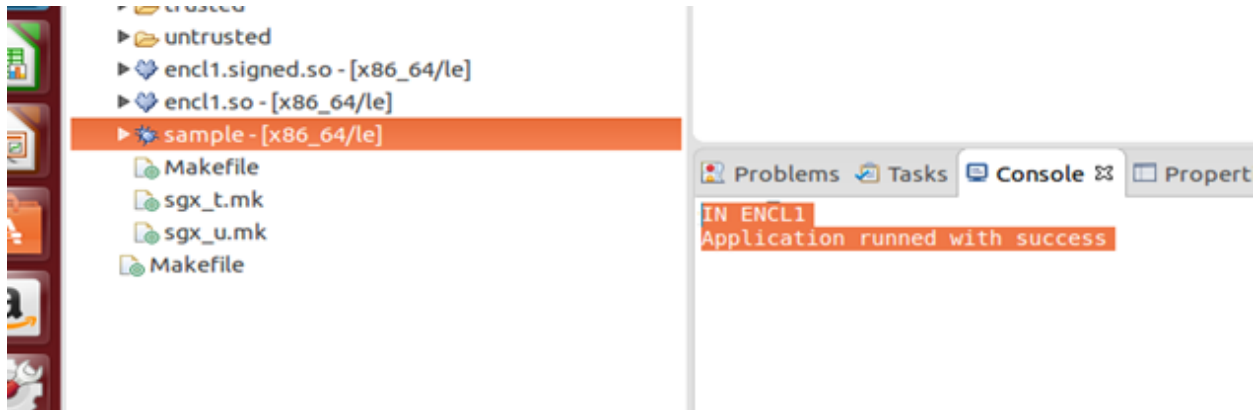 trusted
untrusted
encl1.signed.so - [x86_64/le]
encl1.so - [x86_64/le]
sample - [x86_64/le]
Makefile
sgx_t.mk
sgx_u.mk
Makefile
Problems Tasks Console Propert
IN ENCL1
Application runned with success